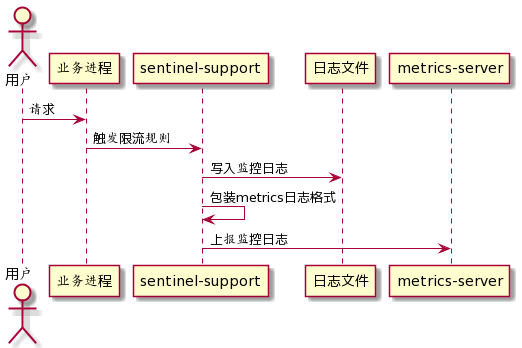 用户
业务进程
sentinel-support
日志文件
metrics-server
请求
触发限流规则
写入监控日志
包装metrics日志格式
上报监控日志
用户
业务进程
sentinel-support
日志文件
metrics-server